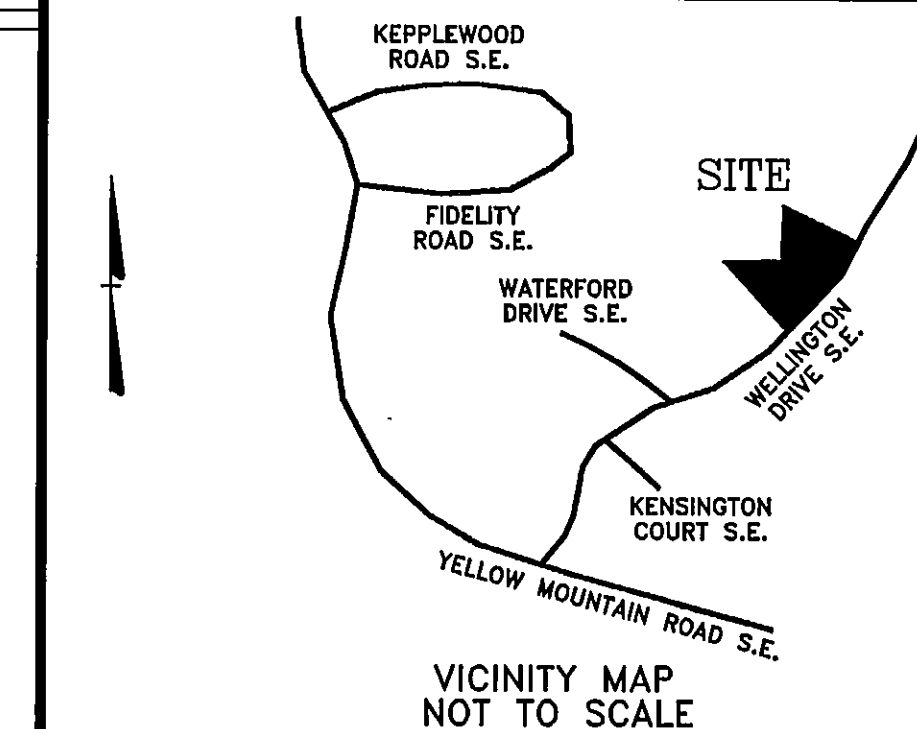 KEPPLEWOOD
ROAD S.E.
SITE
FIDELITY
ROAD S.E.
WATERFORD
DRIVE S.E.
WELLINGTON
DRIVE S.E.
KENSINGTON
COURT S.E.
YELLOW MOUNTAIN ROAD S.E.
VICINITY MAP
NOT TO SCALE